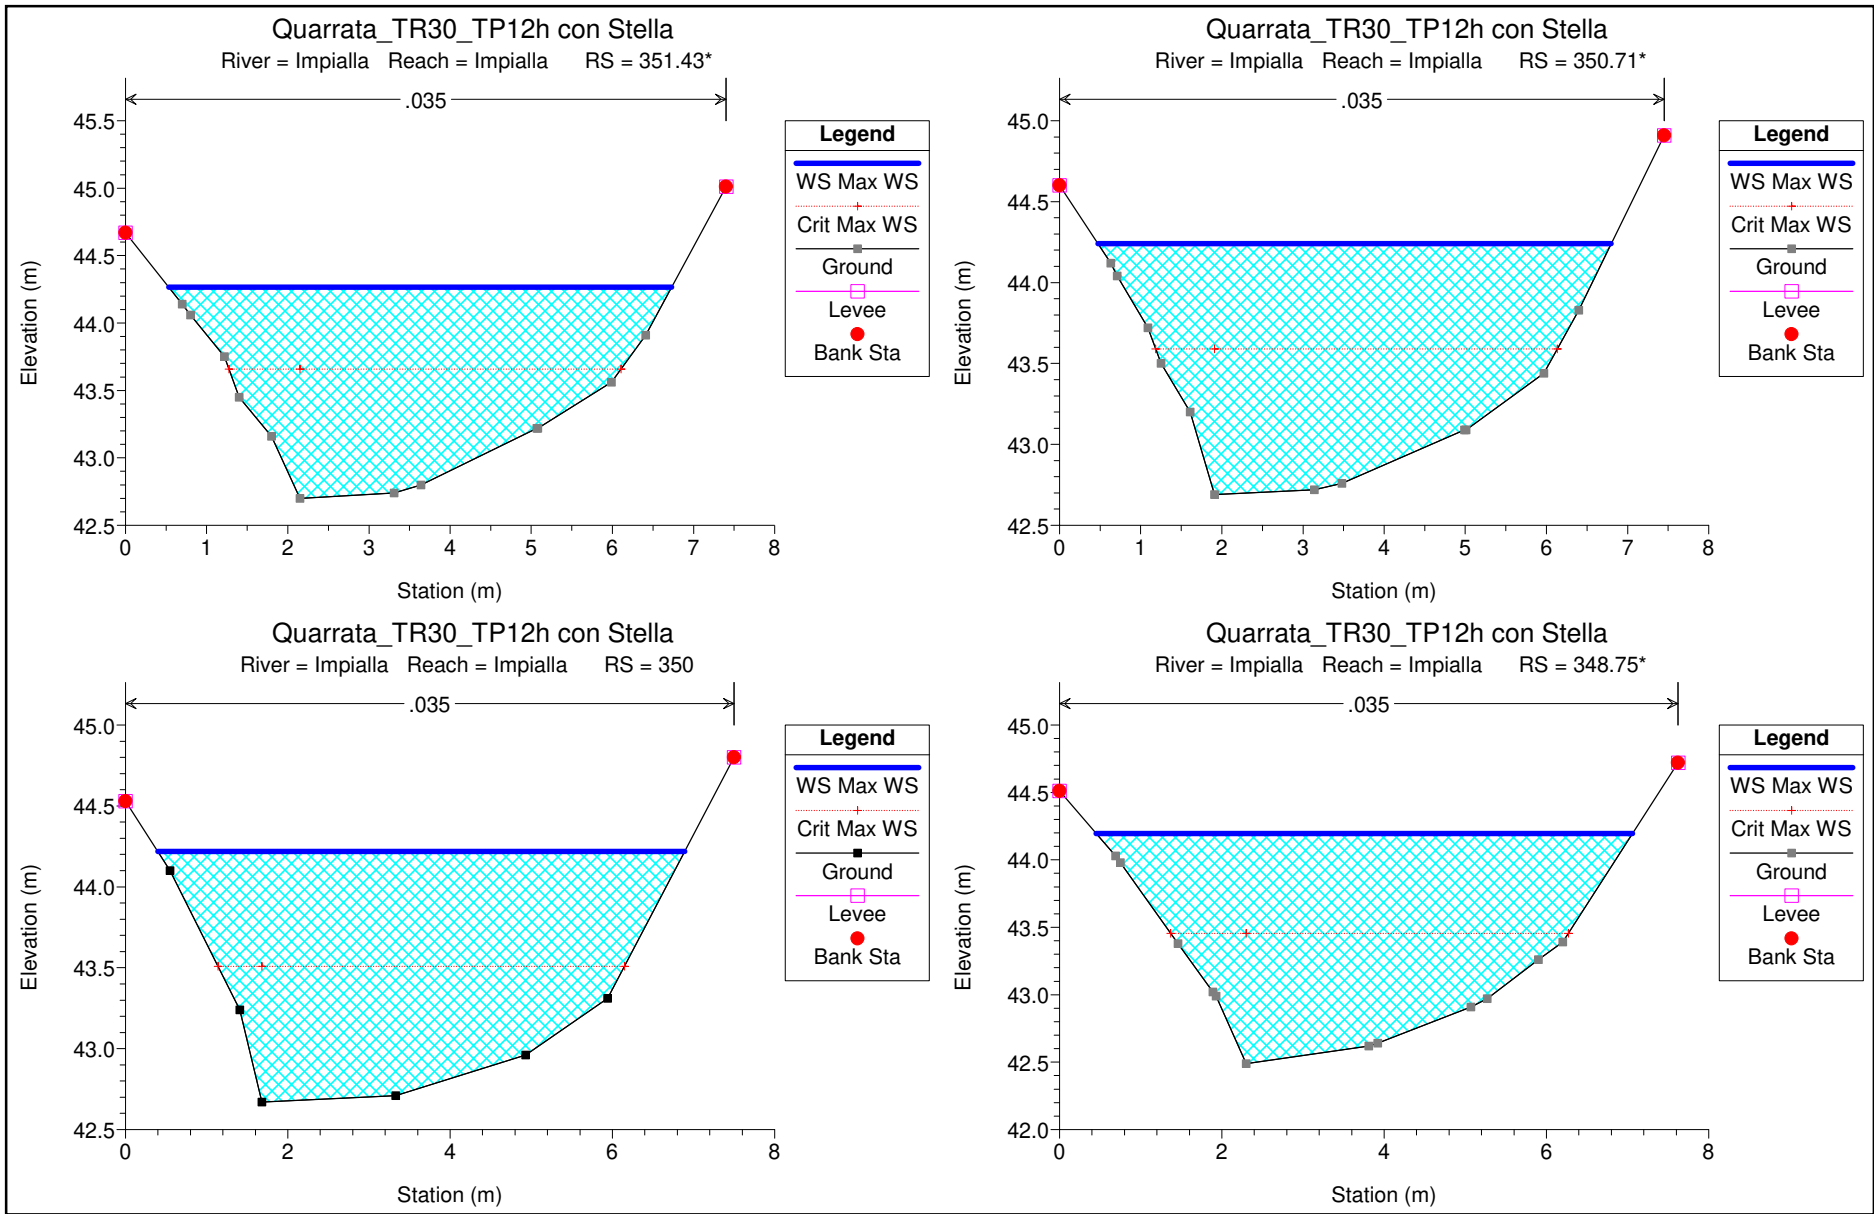 Quarrata_TR30_TP12h con Stella
River = Impialla Reach = Impialla RS = 351.43*
.035
45.5
45.0
44.5
44.0
43.5
43.0
42.5
Elevation (m)
0 1 2 3 4 5 6 7 8
Station (m)
Legend
WS Max WS
Crit Max WS
Ground
Levee
Bank Sta
Quarrata_TR30_TP12h con Stella
River = Impialla Reach = Impialla RS = 350.71*
.035
45.0
44.5
44.0
43.5
43.0
42.5
Elevation (m)
0 1 2 3 4 5 6 7 8
Station (m)
Legend
WS Max WS
Crit Max WS
Ground
Levee
Bank Sta
Quarrata_TR30_TP12h con Stella
River = Impialla Reach = Impialla RS = 350
.035
45.0
44.5
44.0
43.5
43.0
42.5
Elevation (m)
0 2 4 6 8
Station (m)
Legend
WS Max WS
Crit Max WS
Ground
Levee
Bank Sta
Quarrata_TR30_TP12h con Stella
River = Impialla Reach = Impialla RS = 348.75*
.035
45.0
44.5
44.0
43.5
43.0
42.5
42.0
Elevation (m)
0 2 4 6 8
Station (m)
Legend
WS Max WS
Crit Max WS
Ground
Levee
Bank Sta